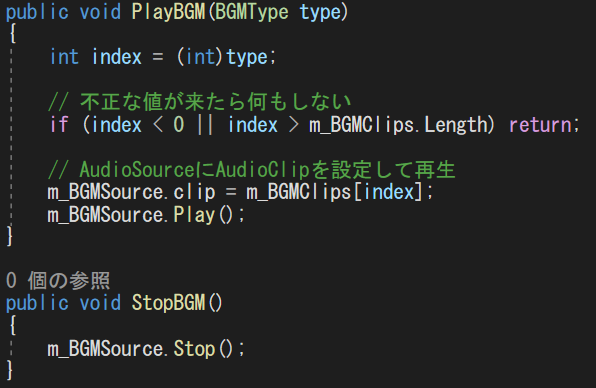 public void PlayBGM(BGMType type)
{
int index = (int)type;
// 不正な値が来たら何もしない
if (index < 0 || index > m_BGMClips.Length) return;
// AudioSourceにAudioClipを設定して再生
m_BGMSource.clip = m_BGMClips[index];
m_BGMSource.Play();
}
0 個の参照
public void StopBGM()
{
m_BGMSource.Stop();
}